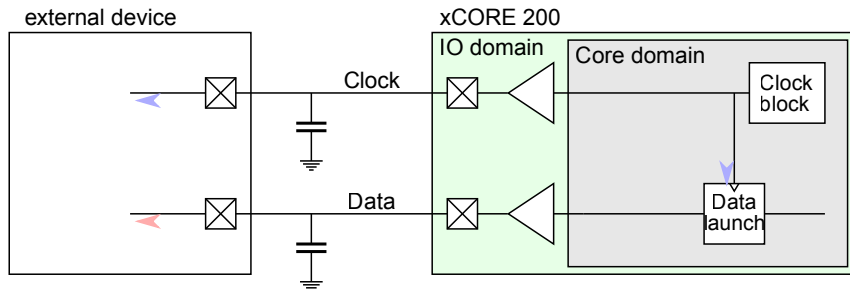 external device
xCORE 200
IO domain
Core domain
Clock
Clock
block
Data
Data
launch